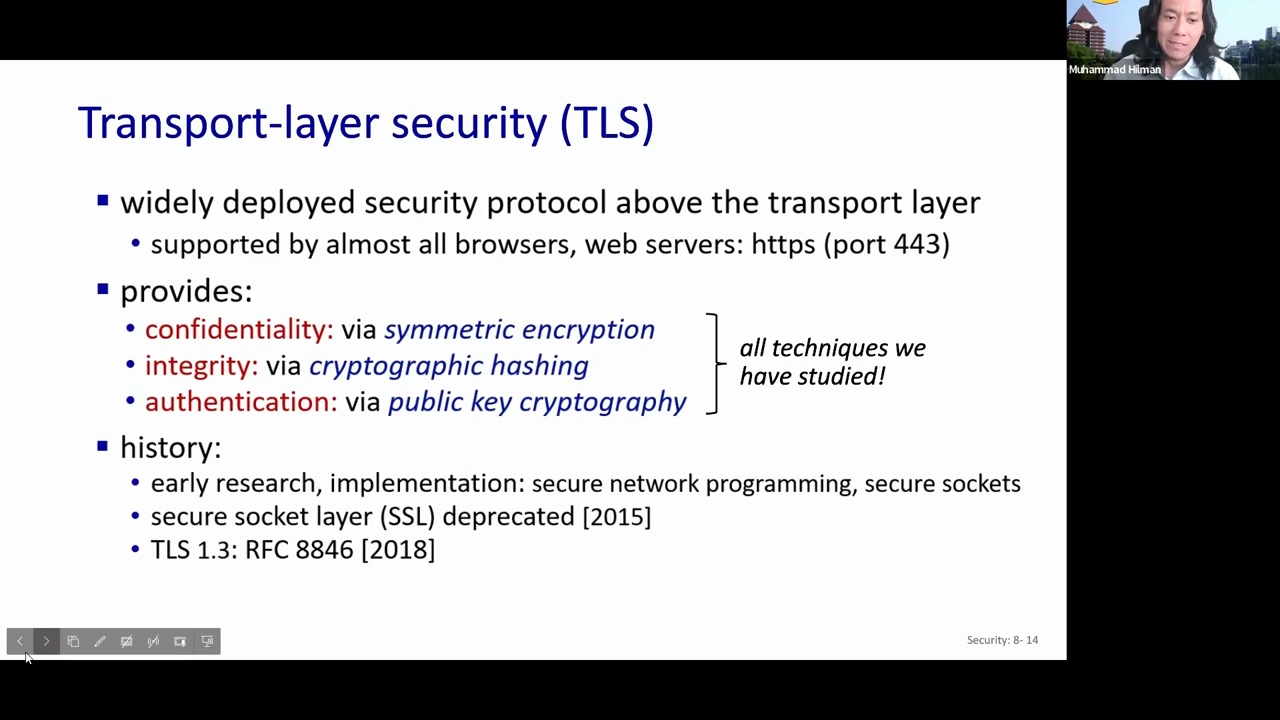 Muhammad Hilman
Transport-layer security (TLS)
▪ widely deployed security protocol above the transport layer
• supported by almost all browsers, web servers: https (port 443)
▪ provides:
• confidentiality: via symmetric encryption
• integrity: via cryptographic hashing
• authentication: via public key cryptography
all techniques we
have studied!
▪ history:
• early research, implementation: secure network programming, secure sockets
• secure socket layer (SSL) deprecated [2015]
• TLS 1.3: RFC 8846 [2018]
Security: 8- 14